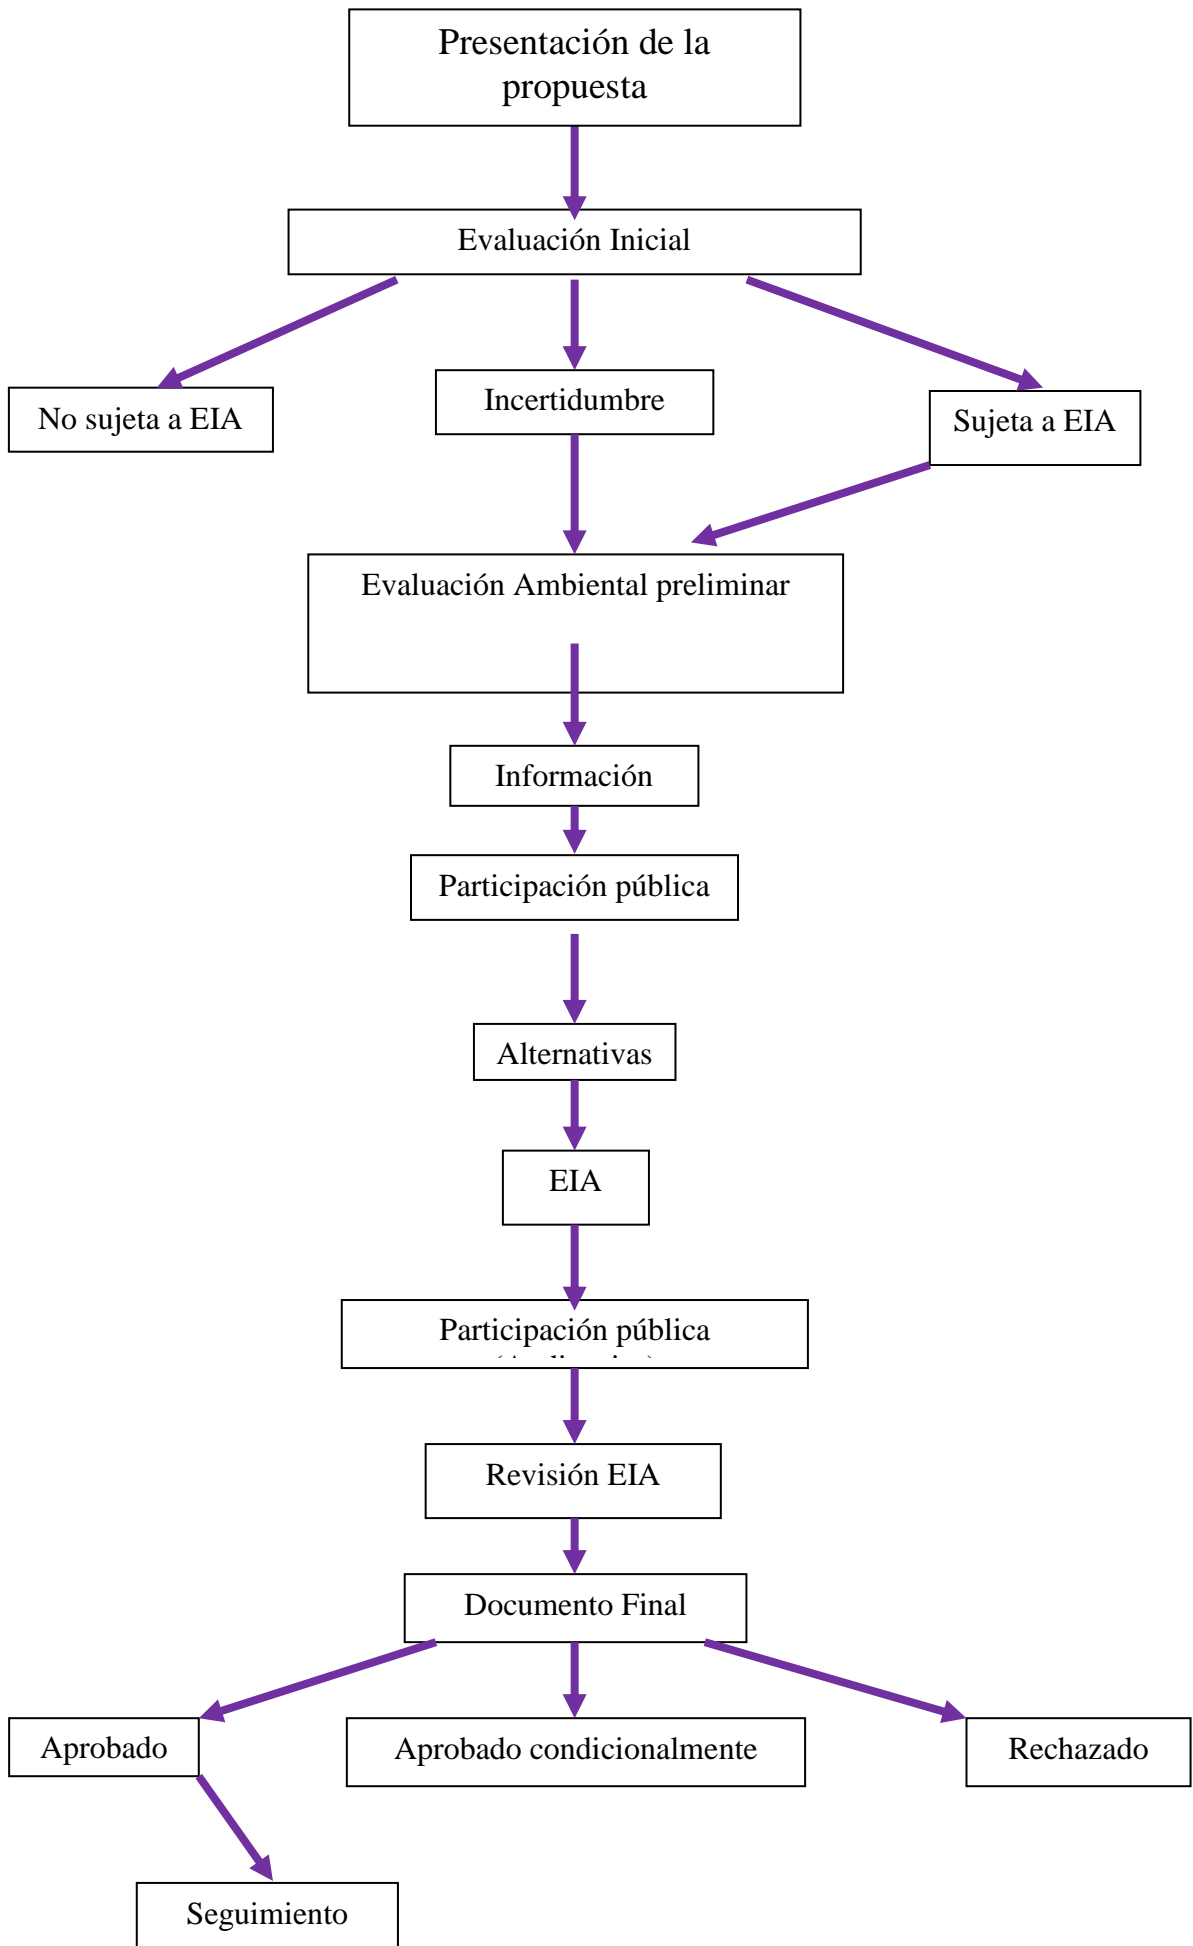 Presentación de la
propuesta
Evaluación Inicial
No sujeta a EIA
Incertidumbre
Sujeta a EIA
Evaluación Ambiental preliminar
Información
Participación pública
Alternativas
EIA
Participación pública
Revisión EIA
Documento Final
Aprobado
Aprobado condicionalmente
Rechazado
Seguimiento